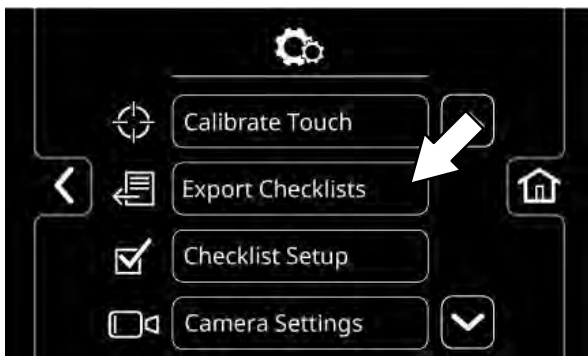 Calibrate Touch
Export Checklists
Checklist Setup
Camera Settings